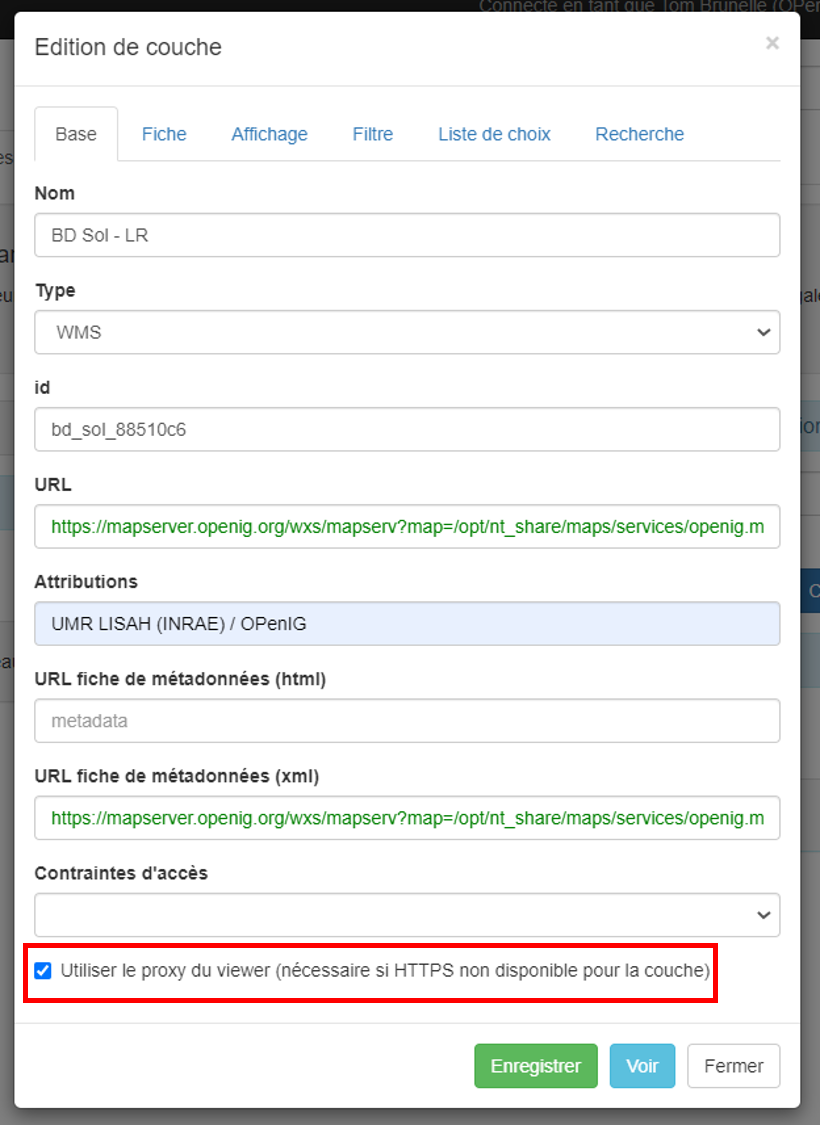 Connecté en tant que Tom Brunelle (OPen
Edition de couche
×
Base Fiche Affichage Filtre Liste de choix Recherche
Nom
BD Sol - LR
Type
WMS
id
bd_sol_88510c6
URL
https://mapserver.openig.org/wxs/mapserv?map=/opt/nt_share/maps/services/openig.m
Attributions
UMR LISAH (INRAE) / OPenIG
URL fiche de métadonnées (html)
metadata
URL fiche de métadonnées (xml)
https://mapserver.openig.org/wxs/mapserv?map=/opt/nt_share/maps/services/openig.m
Contraintes d'accès
Utiliser le proxy du viewer (nécessaire si HTTPS non disponible pour la couche)
Enregistrer Voir Fermer